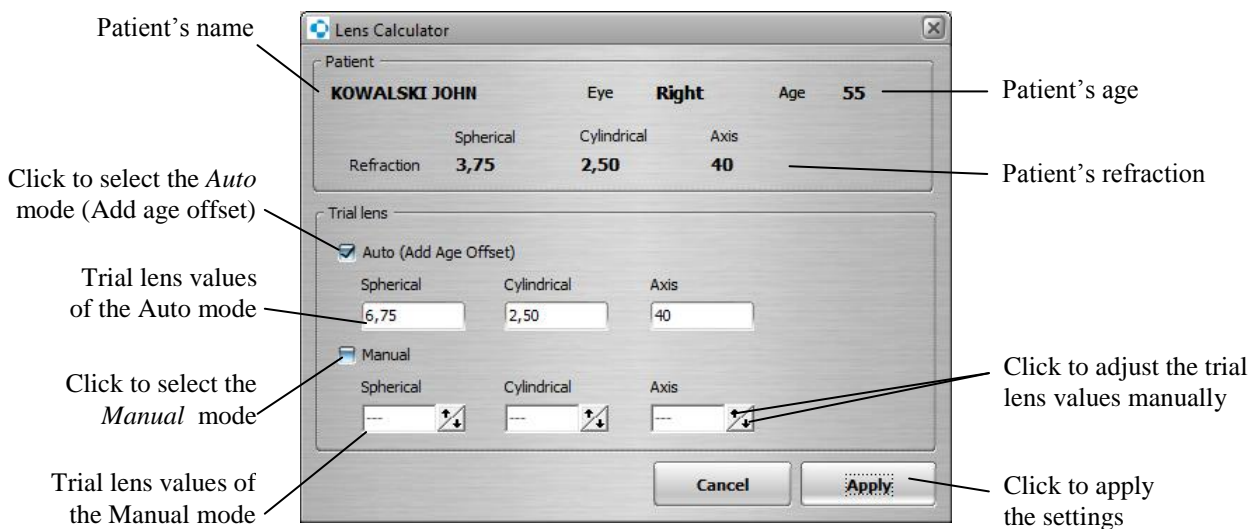 Patient's name
Lens Calculator
Patient
KOWALSKI JOHN Eye Right Age 55
Patient's age
Spherical Cylindrical Axis
Refraction 3,75 2,50 40
Patient's refraction
Click to select the Auto
mode (Add age offset)
Trial lens
Auto (Add Age Offset)
Trial lens values
of the Auto mode
Spherical Cylindrical Axis
6,75 2,50 40
Manual
Click to select the
Manual mode
Spherical Cylindrical Axis
--- --- ---
Click to adjust the trial
lens values manually
Trial lens values of
the Manual mode
Cancel Apply
Click to apply
the settings